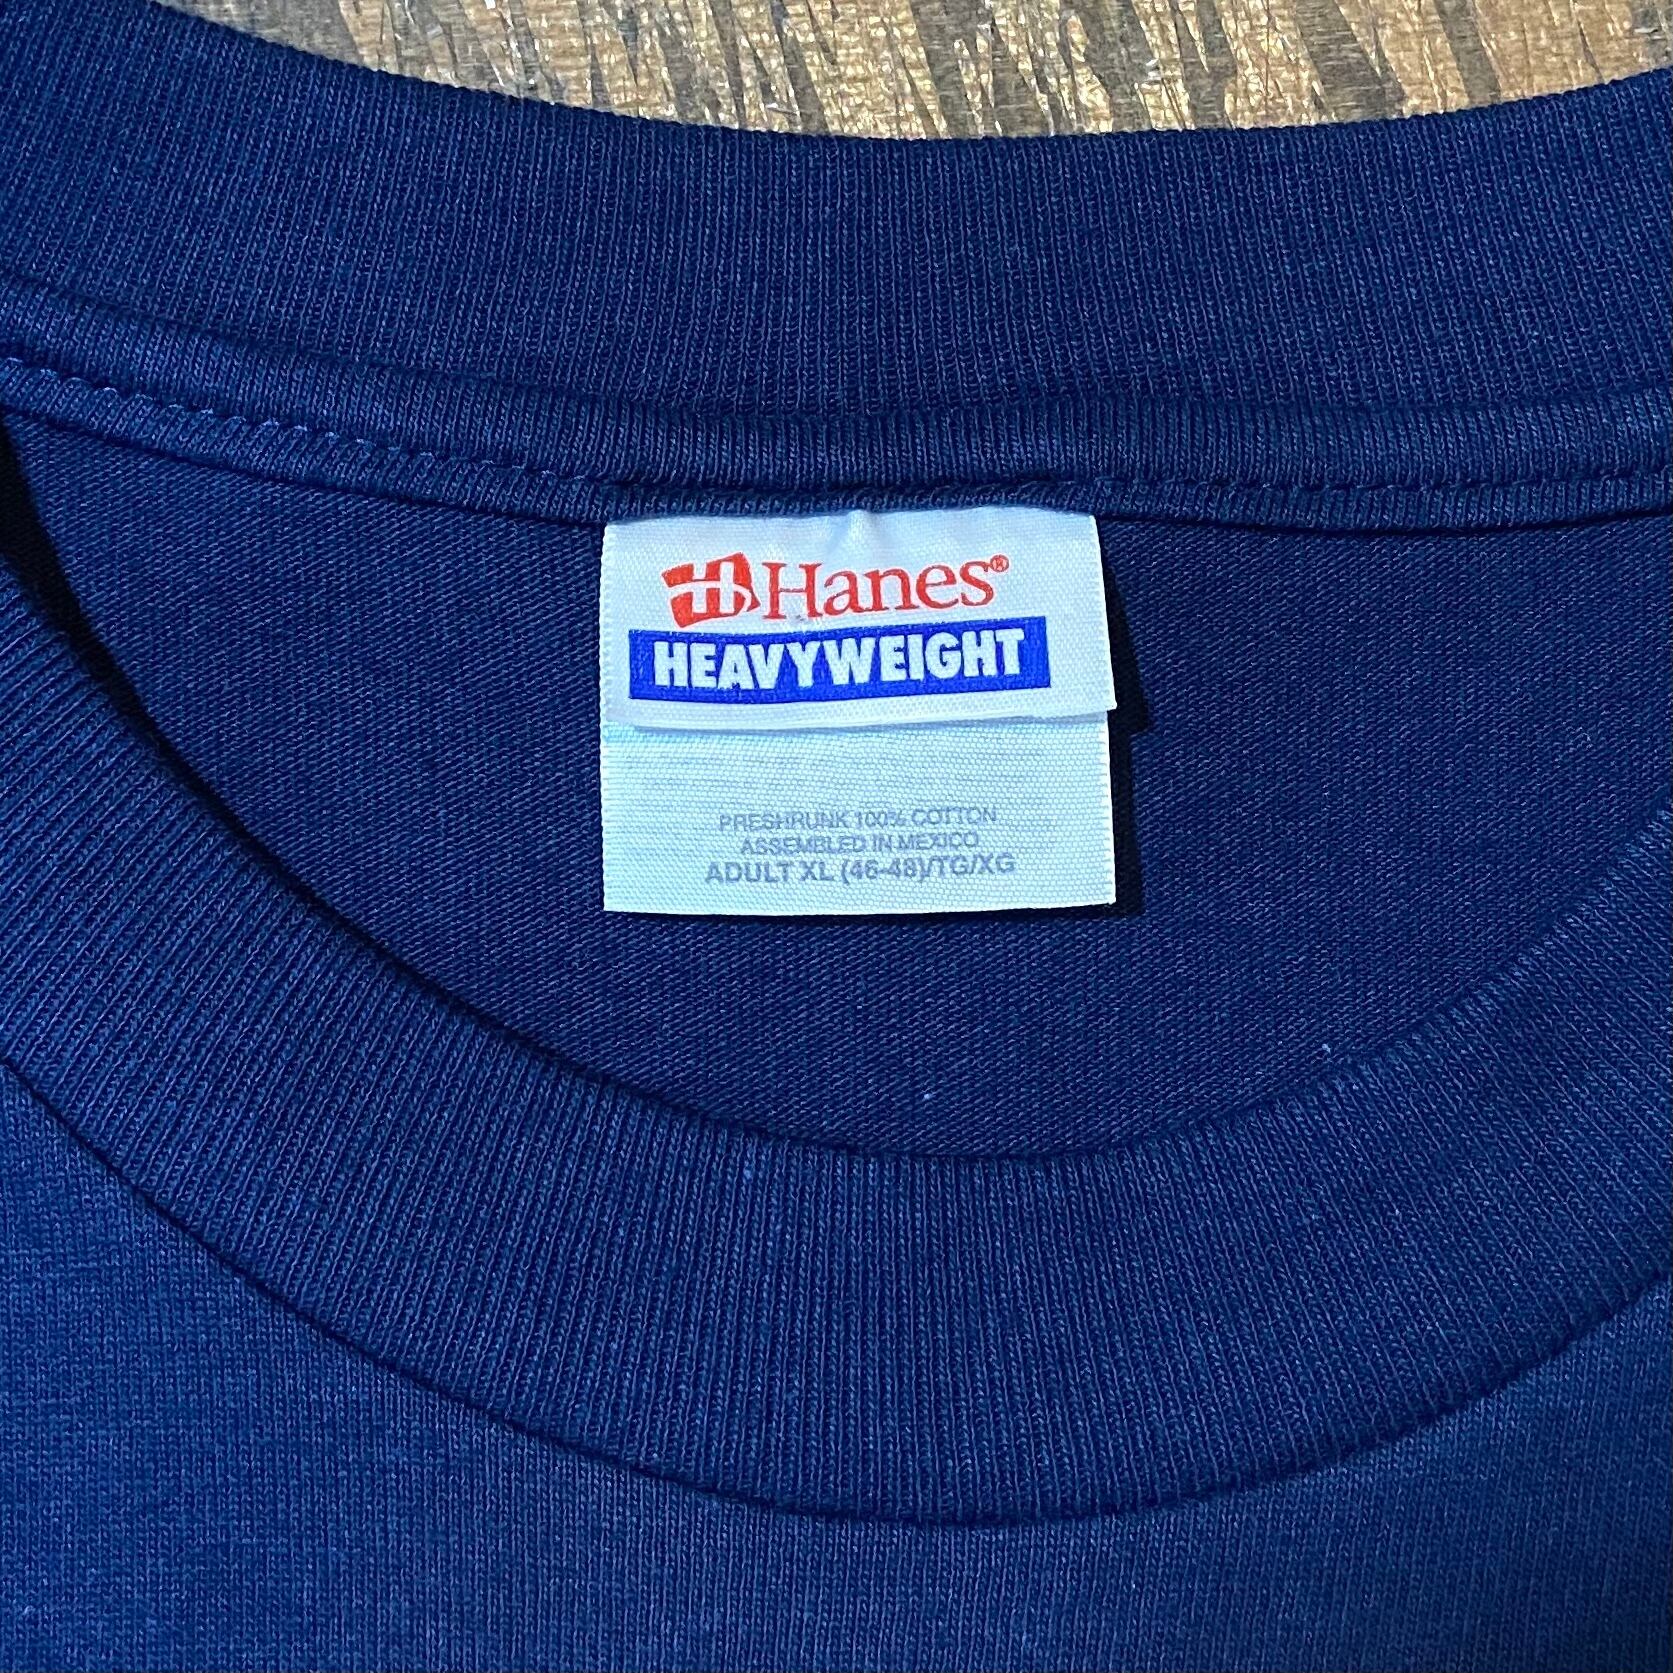 Hanes®
HEAVYWEIGHT
PRESHRUNK 100% COTTON
ASSEMBLED IN MEXICO
ADULT XL (46-48)/TG/XG